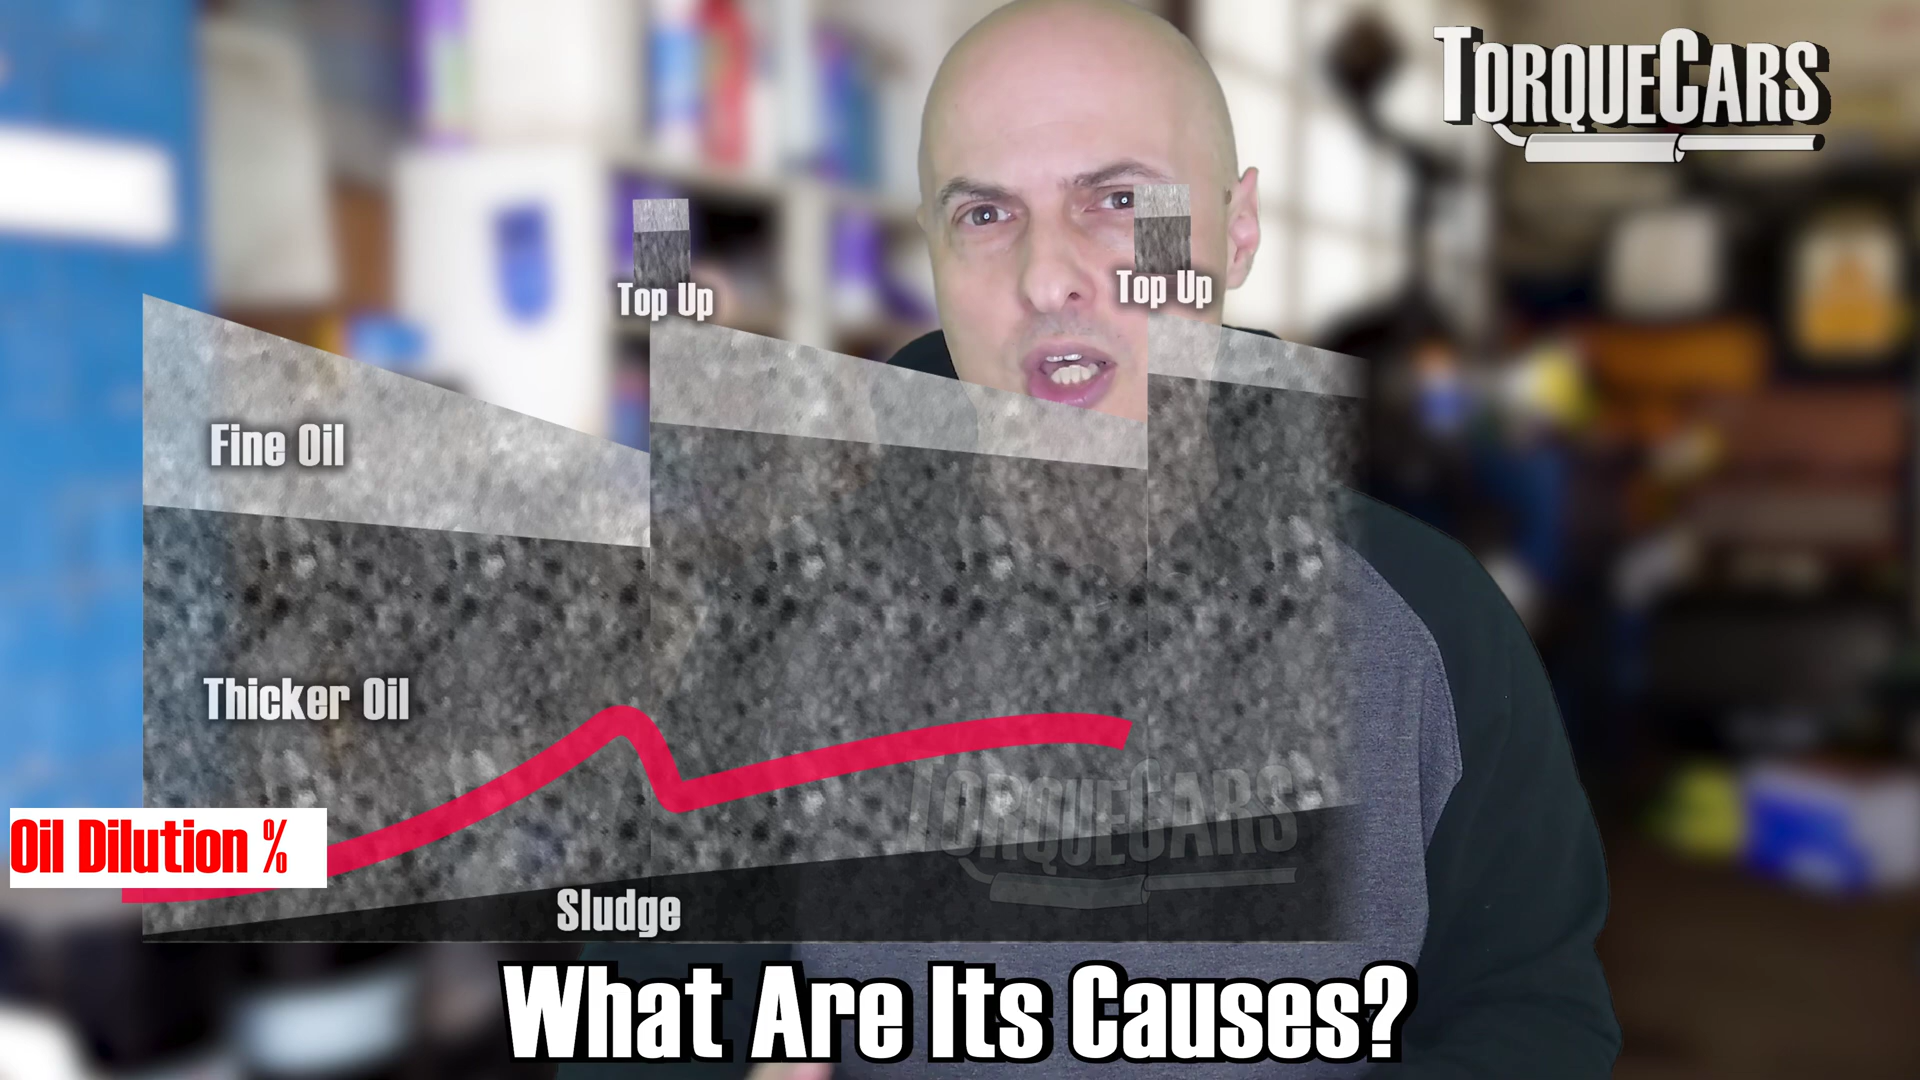 TORQUECARS
Top Up
Top Up
Fine Oil
Thicker Oil
TORQUECARS
Oil Dilution %
Sludge
What Are Its Causes?